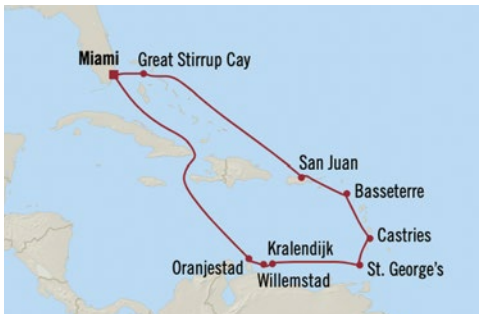 Miami
Great Stirrup Cay
San Juan
Basseterre
Castries
Kralendijk
Oranjestad
St. George's
Willemstad